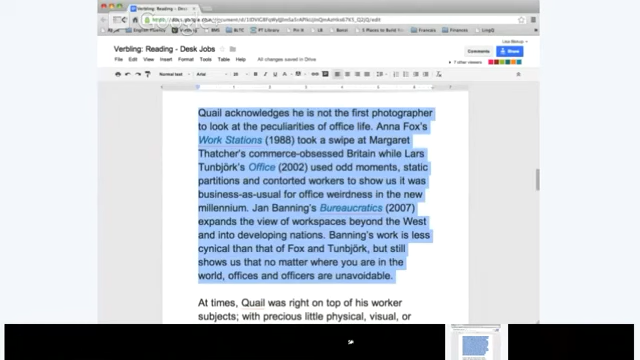 Verbling: Reading - Desk Jobs
File Edit View Insert Format Tools Table Help All changes saved in Drive
Comments
Share
Normal text
Arial
Quail acknowledges he is not the first photographer
to look at the peculiarities of office life. Anna Fox's
Work Stations (1988) took a swipe at Margaret
Thatcher's commerce-obsessed Britain while Lars
Tunbjörk's Office (2002) used odd moments, static
partitions and contorted workers to show us it was
business-as-usual for office weirdness in the new
millennium. Jan Banning's Bureaucratics (2007)
expands the view of workspaces beyond the West
and into developing nations. Banning's work is less
cynical than that of Fox and Tunbjörk, but still
shows us that no matter where you are in the
world, offices and officers are unavoidable.
At times, Quail was right on top of his worker
subjects; with precious little physical, visual, or